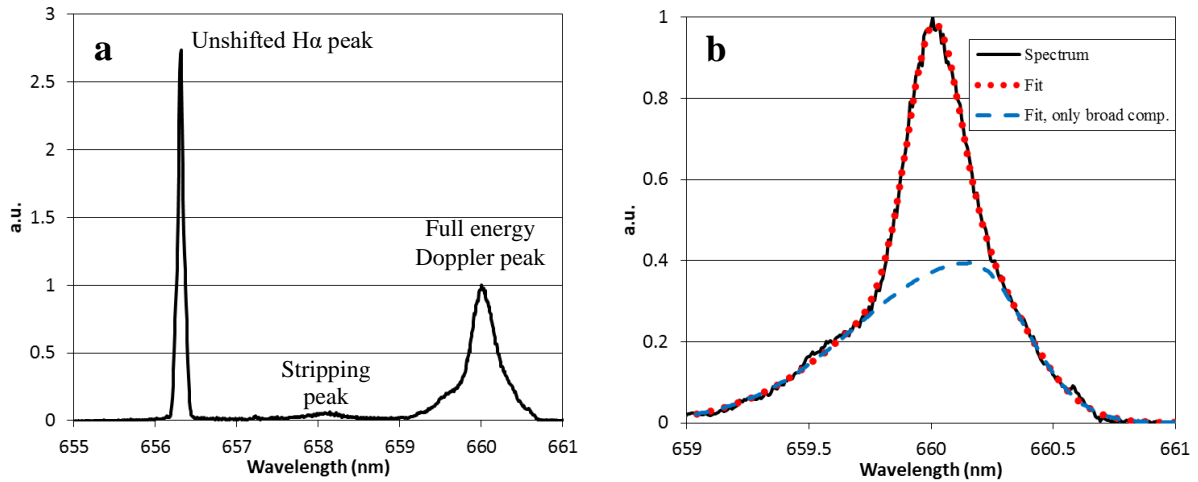 a
Unshifted Hα peak
Stripping
peak
Full energy
Doppler peak
3
2.5
2
1.5
1
0.5
0
a.u.
655 656 657 658 659 660 661
Wavelength (nm)
b
Spectrum
Fit
Fit, only broad comp.
1
0.8
0.6
0.4
0.2
0
a.u.
659 659.5 660 660.5 661
Wavelength (nm)